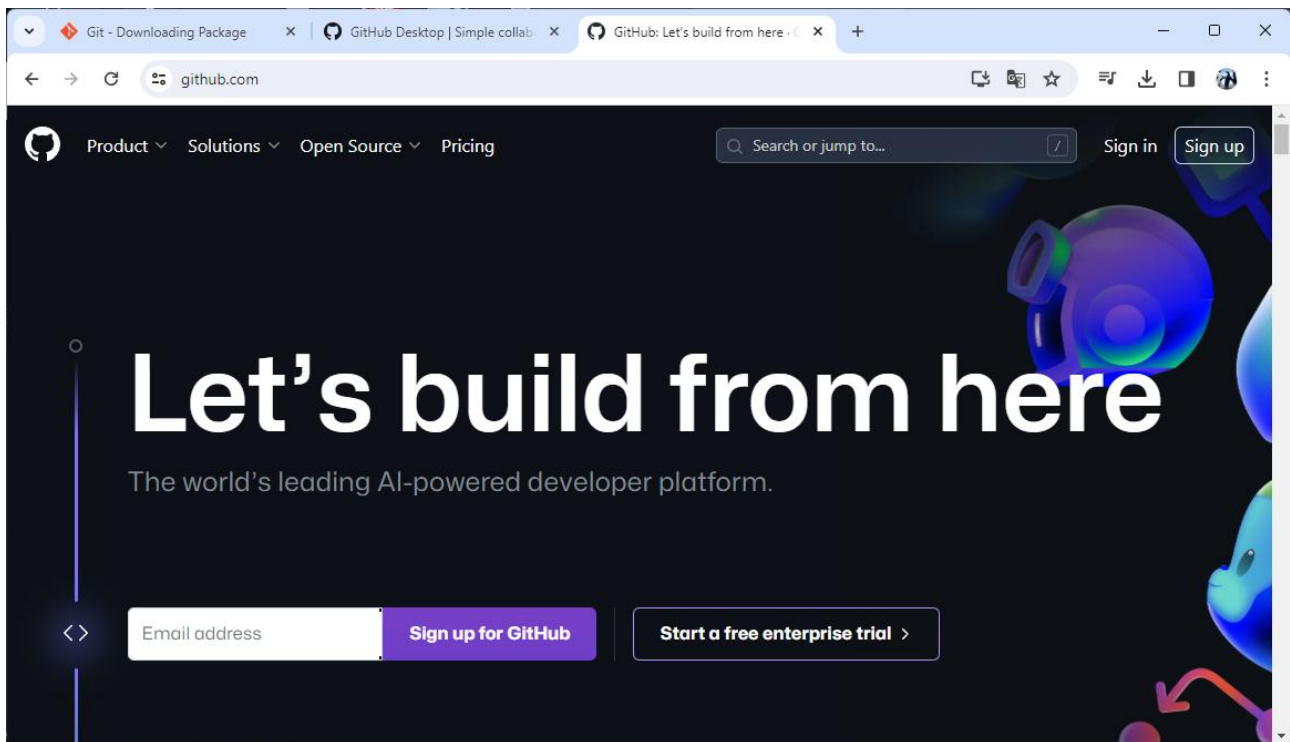 Git - Downloading Package
GitHub Desktop | Simple collab
GitHub: Let's build from here ·
github.com
Product Solutions Open Source Pricing
Search or jump to... /
Sign in Sign up
Let's build from here
The world's leading AI-powered developer platform.
Email address Sign up for GitHub Start a free enterprise trial >